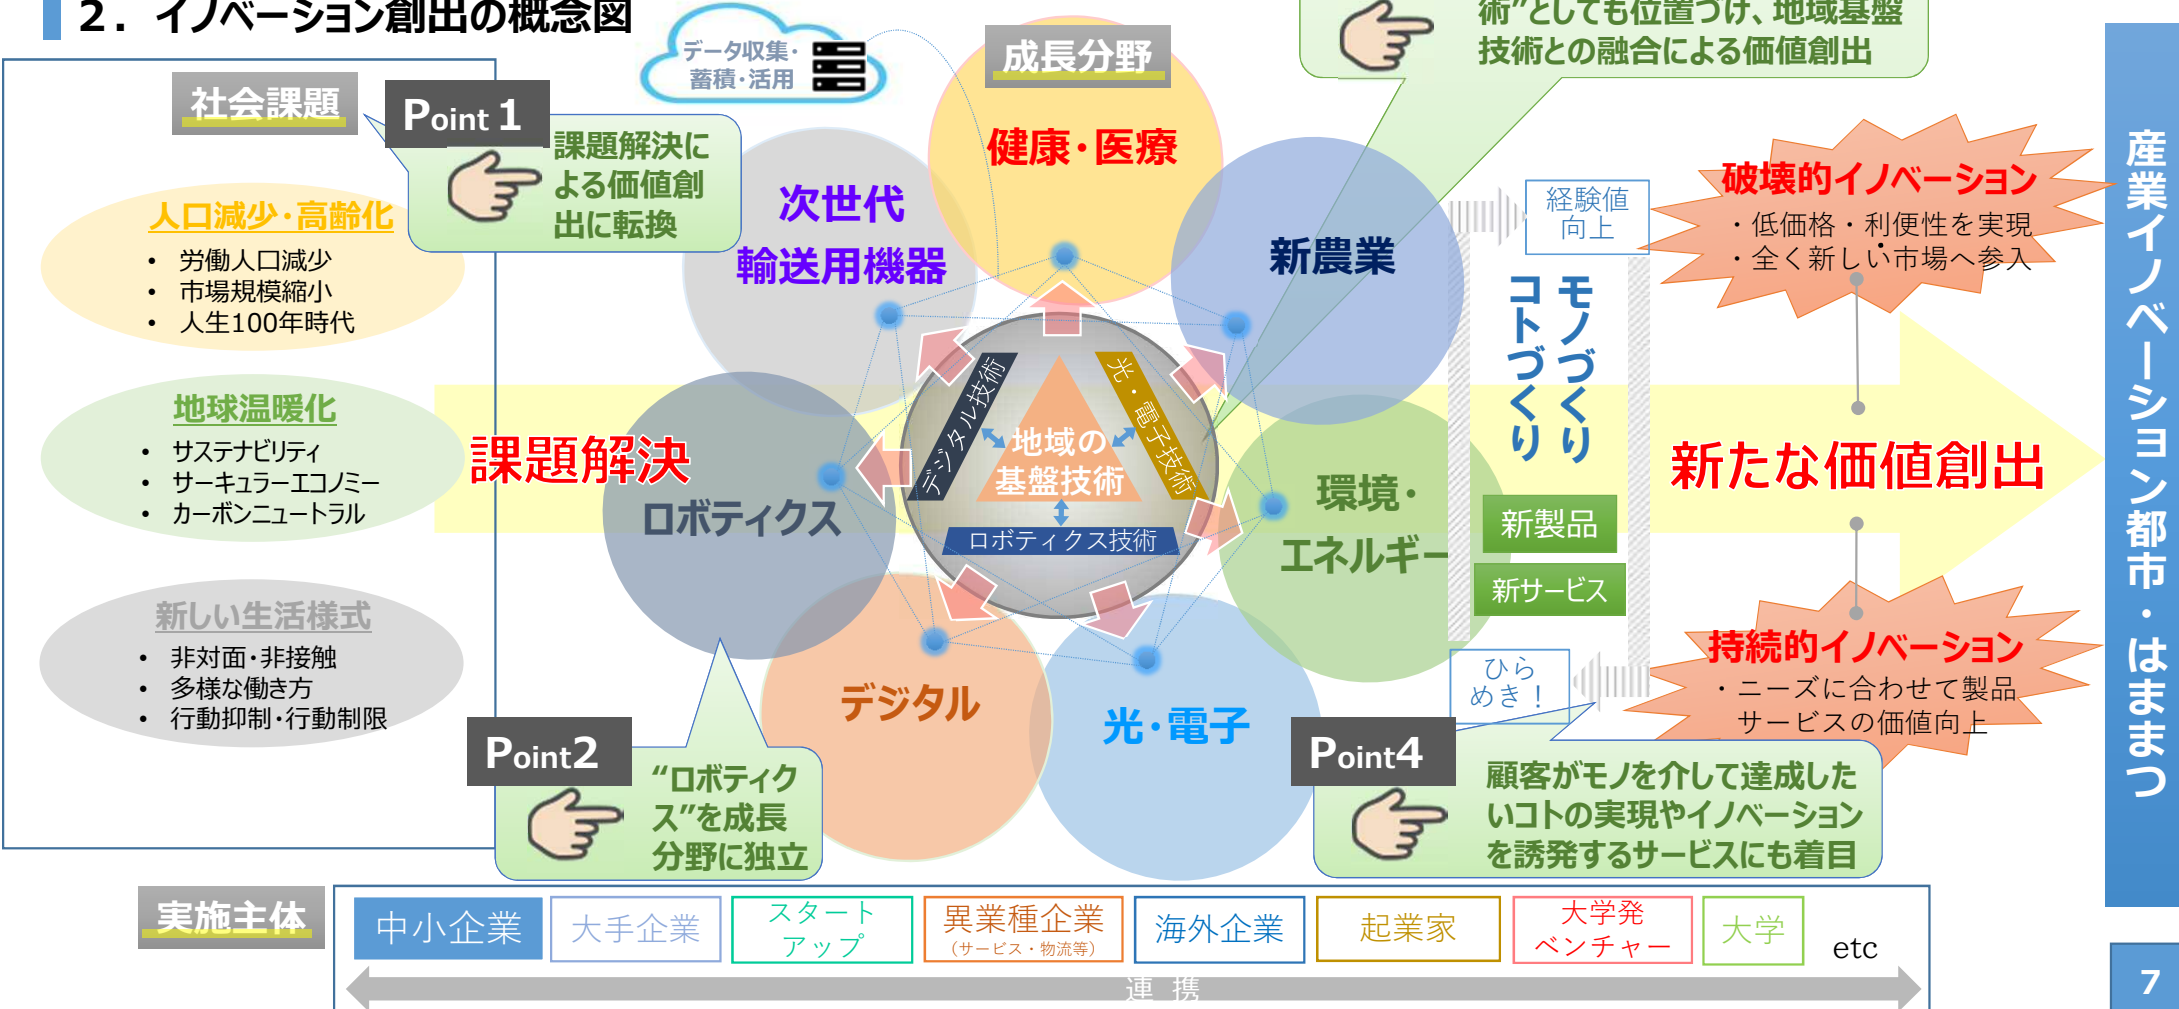 2．イノベーション創出の概念図
データ収集・
蓄積・活用
成長分野
術”としても位置づけ、地域基盤
技術との融合による価値創出
社会課題
Point 1
課題解決に
よる価値創
出に転換
人口減少・高齢化
• 労働人口減少
• 市場規模縮小
• 人生100年時代
地球温暖化
• サステナビリティ
• サーキュラーエコノミー
• カーボンニュートラル
新しい生活様式
• 非対面・非接触
• 多様な働き方
• 行動抑制・行動制限
課題解決
健康・医療
次世代
輸送用機器
新農業
ロボティクス
環境・
エネルギー
デジタル
光・電子
デジタル技術
光・電子技術
地域の
基盤技術
ロボティクス技術
Point2
“ロボティク
ス”を成長
分野に独立
経験値
向上
モノづくり
コトづくり
新製品
新サービス
ひら
めき！
破壊的イノベーション
・低価格・利便性を実現
・全く新しい市場へ参入
新たな価値創出
持続的イノベーション
・ニーズに合わせて製品
サービスの価値向上
Point4
顧客がモノを介して達成した
いコトの実現やイノベーション
を誘発するサービスにも着目
産業イノベーション都市・はままつ
実施主体
中小企業
大手企業
スタート
アップ
異業種企業
（サービス・物流等）
海外企業
起業家
大学発
ベンチャー
大学
etc
連 携
7